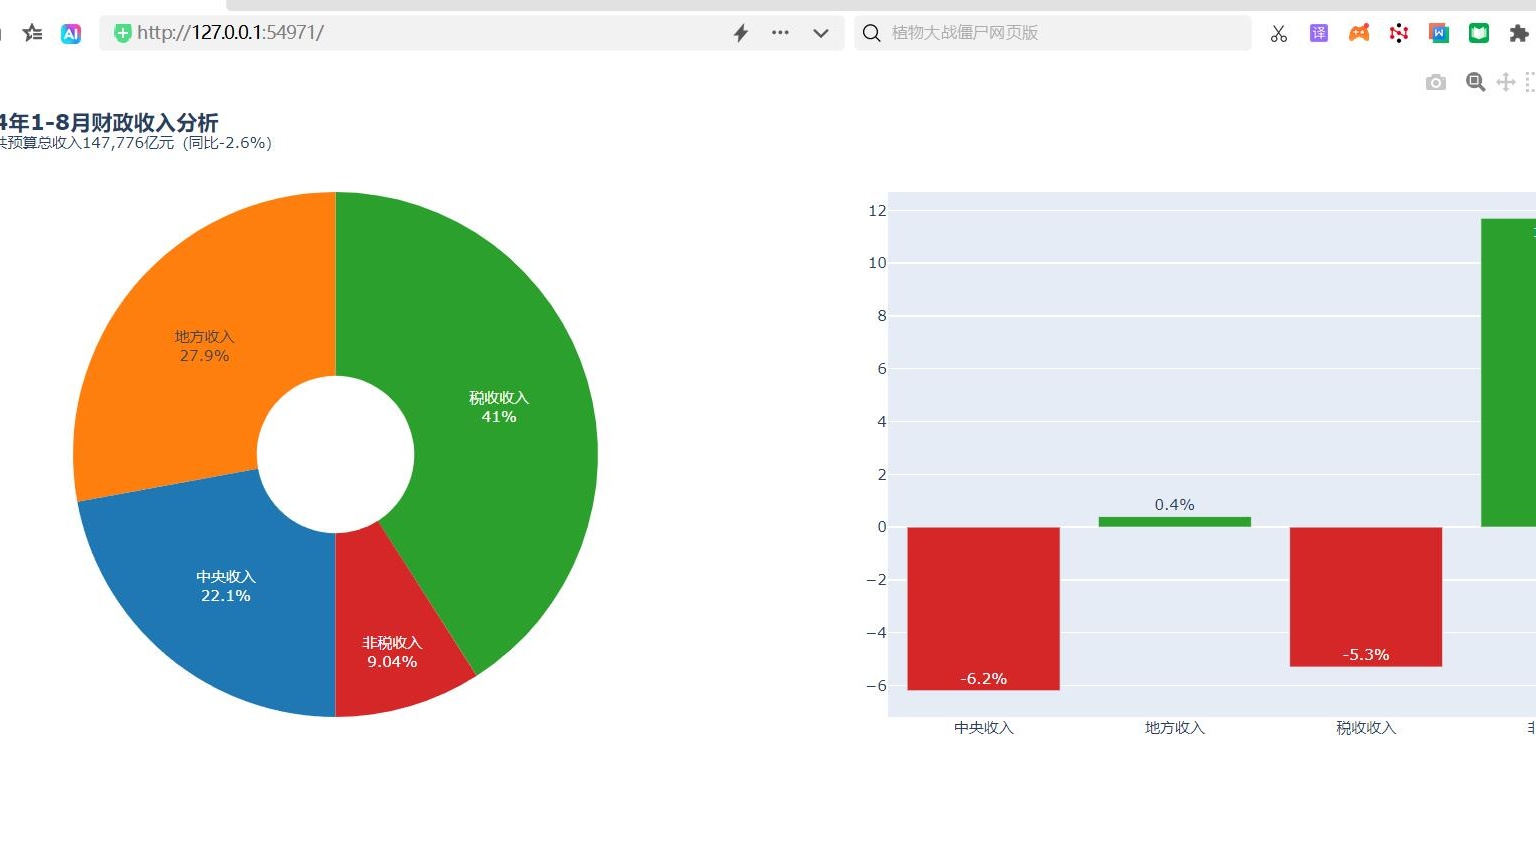 http://127.0.0.1:54971/
植物大战僵尸网页版
4年1-8月财政收入分析
共预算总收入147,776亿元 (同比-2.6%)
地方收入
27.9%
税收收入
41%
中央收入
22.1%
非税收入
9.04%
12
10
8
6
4
2
0
−2
−4
−6
0.4%
-5.3%
-6.2%
中央收入
地方收入
税收收入